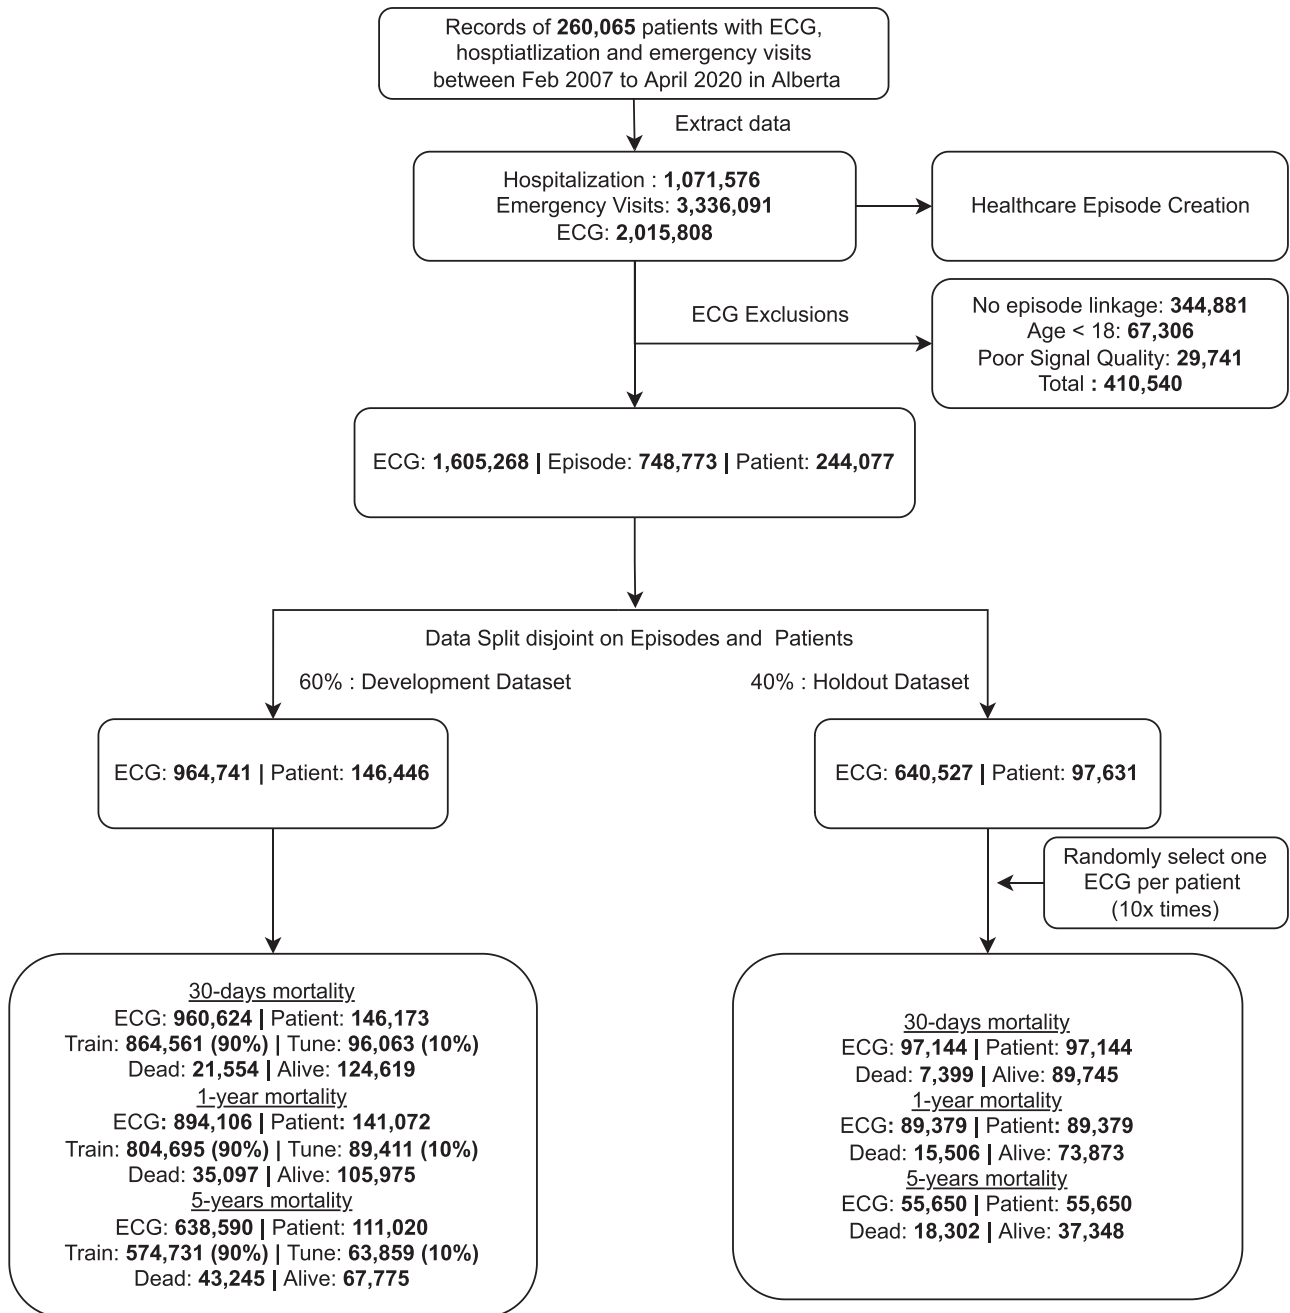 Records of 260,065 patients with ECG,
hosptiatlization and emergency visits
between Feb 2007 to April 2020 in Alberta
Extract data
Hospitalization : 1,071,576
Emergency Visits: 3,336,091
ECG: 2,015,808
Healthcare Episode Creation
ECG Exclusions
No episode linkage: 344,881
Age < 18: 67,306
Poor Signal Quality: 29,741
Total : 410,540
ECG: 1,605,268 | Episode: 748,773 | Patient: 244,077
Data Split disjoint on Episodes and Patients
60% : Development Dataset
40% : Holdout Dataset
ECG: 964,741 | Patient: 146,446
ECG: 640,527 | Patient: 97,631
Randomly select one
ECG per patient
(10x times)
30-days mortality
ECG: 960,624 | Patient: 146,173
Train: 864,561 (90%) | Tune: 96,063 (10%)
Dead: 21,554 | Alive: 124,619
1-year mortality
ECG: 894,106 | Patient: 141,072
Train: 804,695 (90%) | Tune: 89,411 (10%)
Dead: 35,097 | Alive: 105,975
5-years mortality
ECG: 638,590 | Patient: 111,020
Train: 574,731 (90%) | Tune: 63,859 (10%)
Dead: 43,245 | Alive: 67,775
30-days mortality
ECG: 97,144 | Patient: 97,144
Dead: 7,399 | Alive: 89,745
1-year mortality
ECG: 89,379 | Patient: 89,379
Dead: 15,506 | Alive: 73,873
5-years mortality
ECG: 55,650 | Patient: 55,650
Dead: 18,302 | Alive: 37,348